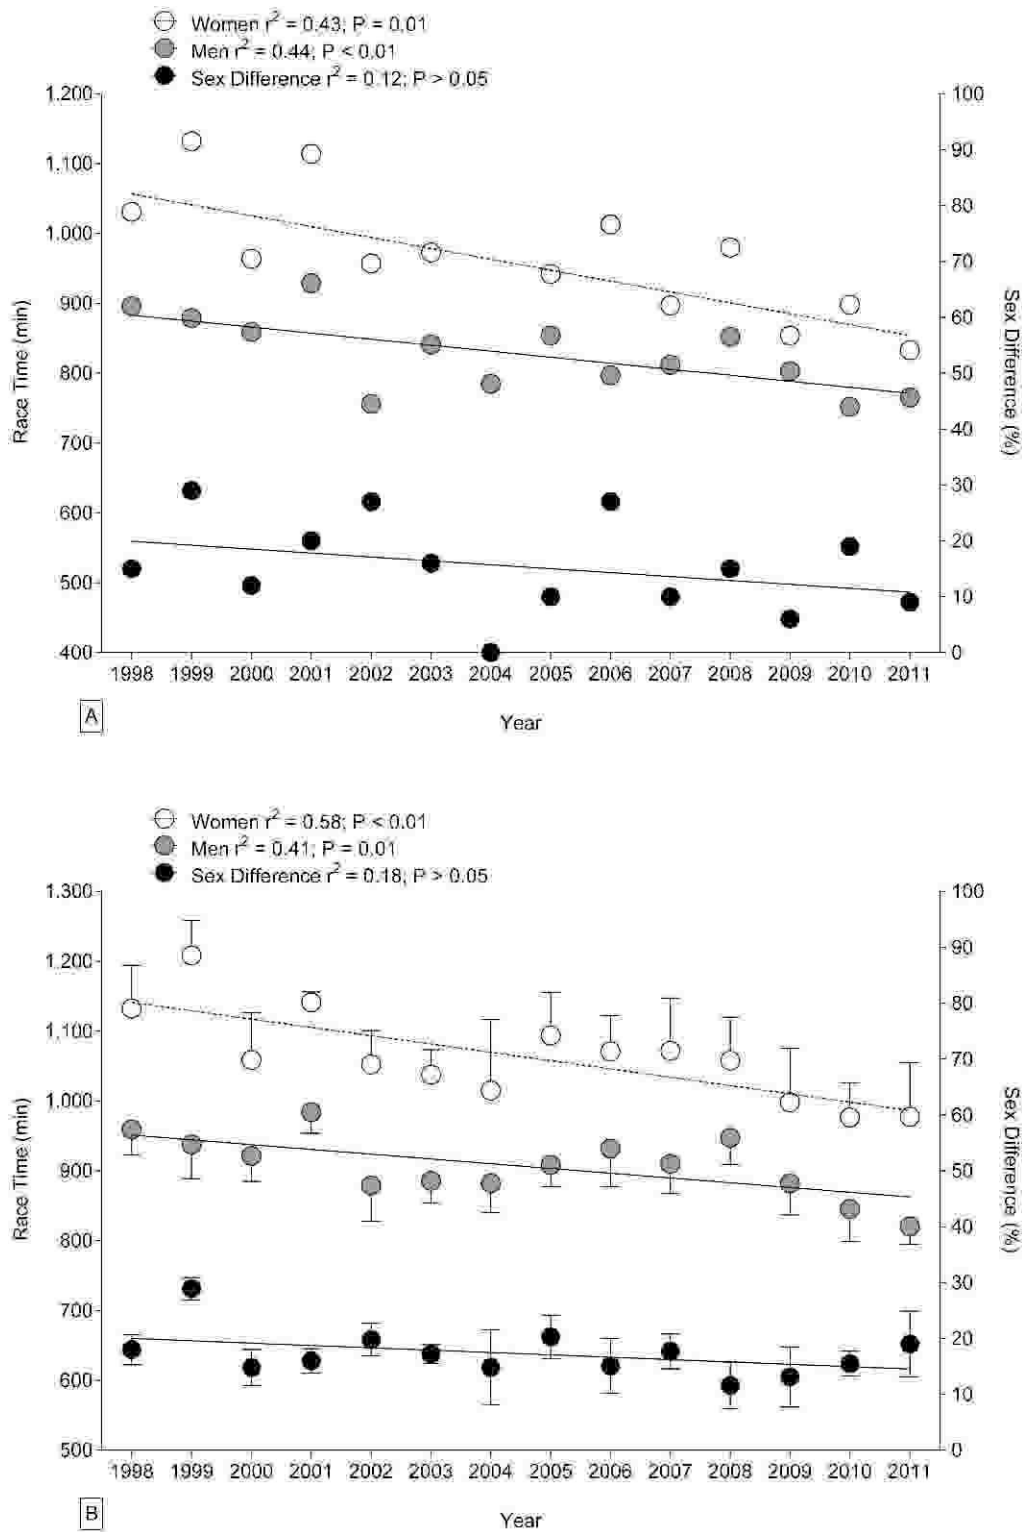 Women r² = 0.43; P = 0.01
Men r² = 0.44; P < 0.01
Sex Difference r² = 0.12; P > 0.05
1,200
1,100
1,000
900
800
700
600
500
400
Race Time (min)
100
90
80
70
60
50
40
30
20
10
0
Sex Difference (%)
1998 1999 2000 2001 2002 2003 2004 2005 2006 2007 2008 2009 2010 2011
A
Year
Women r² = 0.58; P < 0.01
Men r² = 0.41; P = 0.01
Sex Difference r² = 0.18; P > 0.05
1,300
1,200
1,100
1,000
900
800
700
600
500
Race Time (min)
100
90
80
70
60
50
40
30
20
10
0
Sex Difference (%)
1998 1999 2000 2001 2002 2003 2004 2005 2006 2007 2008 2009 2010 2011
B
Year